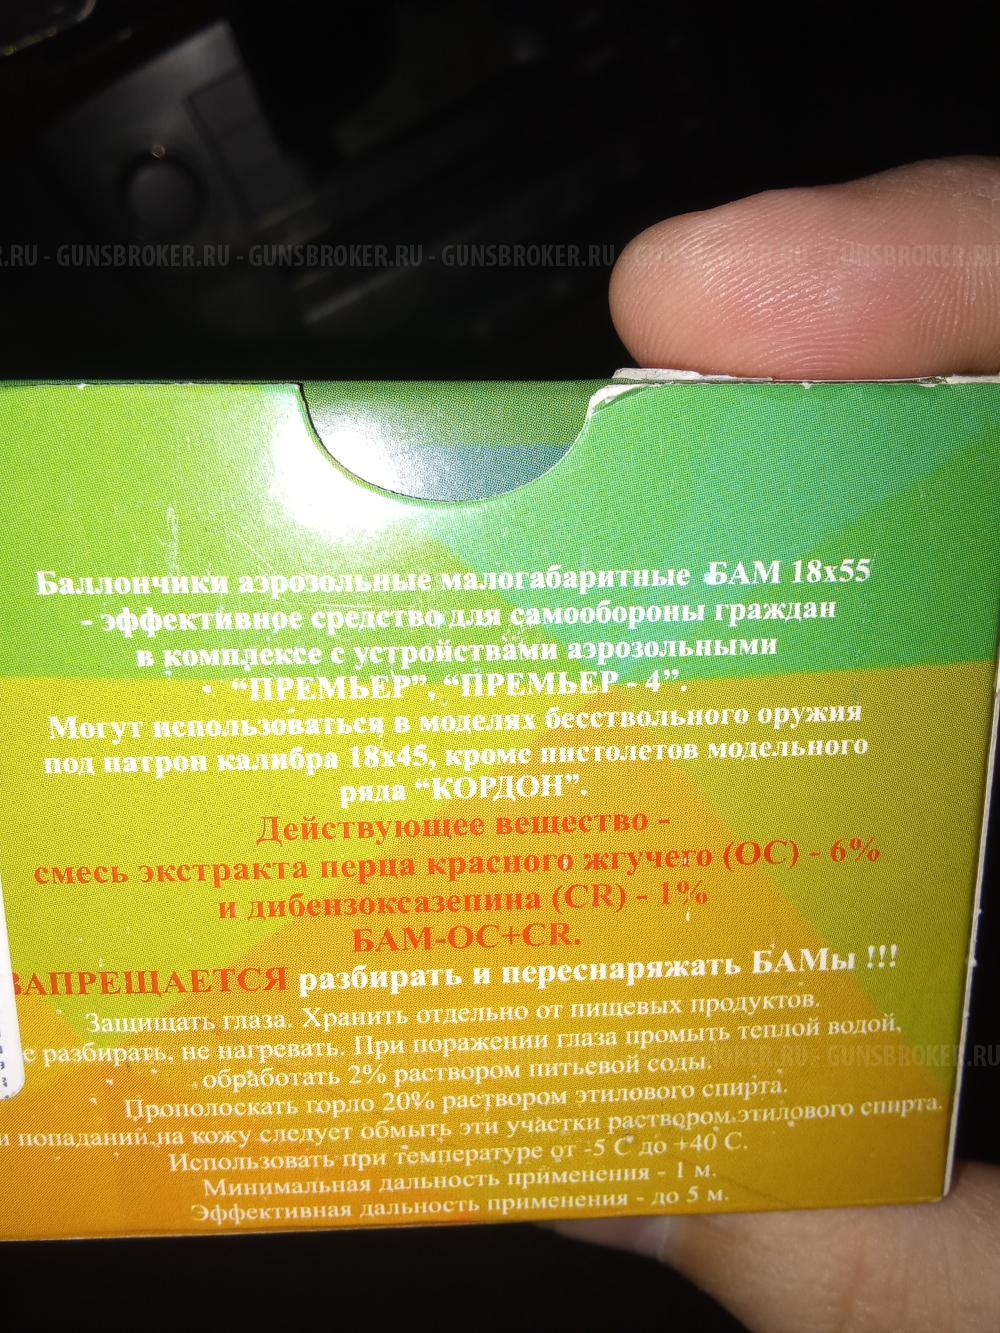 .RU - GUNSBROKER.RU - GUNSBROKER.RU - GUNSBROKER.RU - GUNSBROKER.RU - GUNSBROKER.RU
Баллончики аэрозольные малогабаритные БАМ 18х55
- эффективное средство для самообороны граждан
в комплексе с устройствами аэрозольными
"ПРЕМЬЕР", "ПРЕМЬЕР - 4".
Могут использоваться в моделях бесствольного оружия
под патрон калибра 18х45, кроме пистолетов модельного
ряда "КОРДОН".
Действующее вещество -
смесь экстракта перца красного жгучего (ОС) - 6%
и дибензоксазепина (CR) - 1%
БАМ-ОС+CR.
ЗАПРЕЩАЕТСЯ разбирать и переснаряжать БАМы !!!
Защищать глаза. Хранить отдельно от пищевых продуктов.
е разбирать, не нагревать. При поражении глаза промыть теплой водой,
обработать 2% раствором питьевой соды.
Прополоскать горло 20% раствором этилового спирта.
и попаданий на кожу следует обмыть эти участки раствором этилового спирта.
Использовать при температуре от -5 С до +40 С.
Минимальная дальность применения - 1 м.
Эффективная дальность применения - до 5 м.